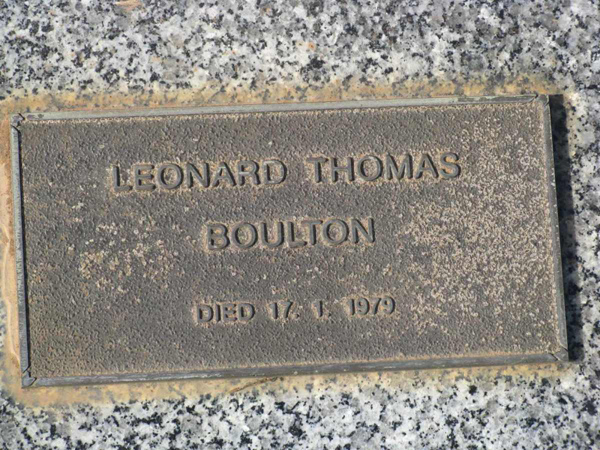 LEONARD THOMAS
BOULTON
DIED 17. 1. 1979